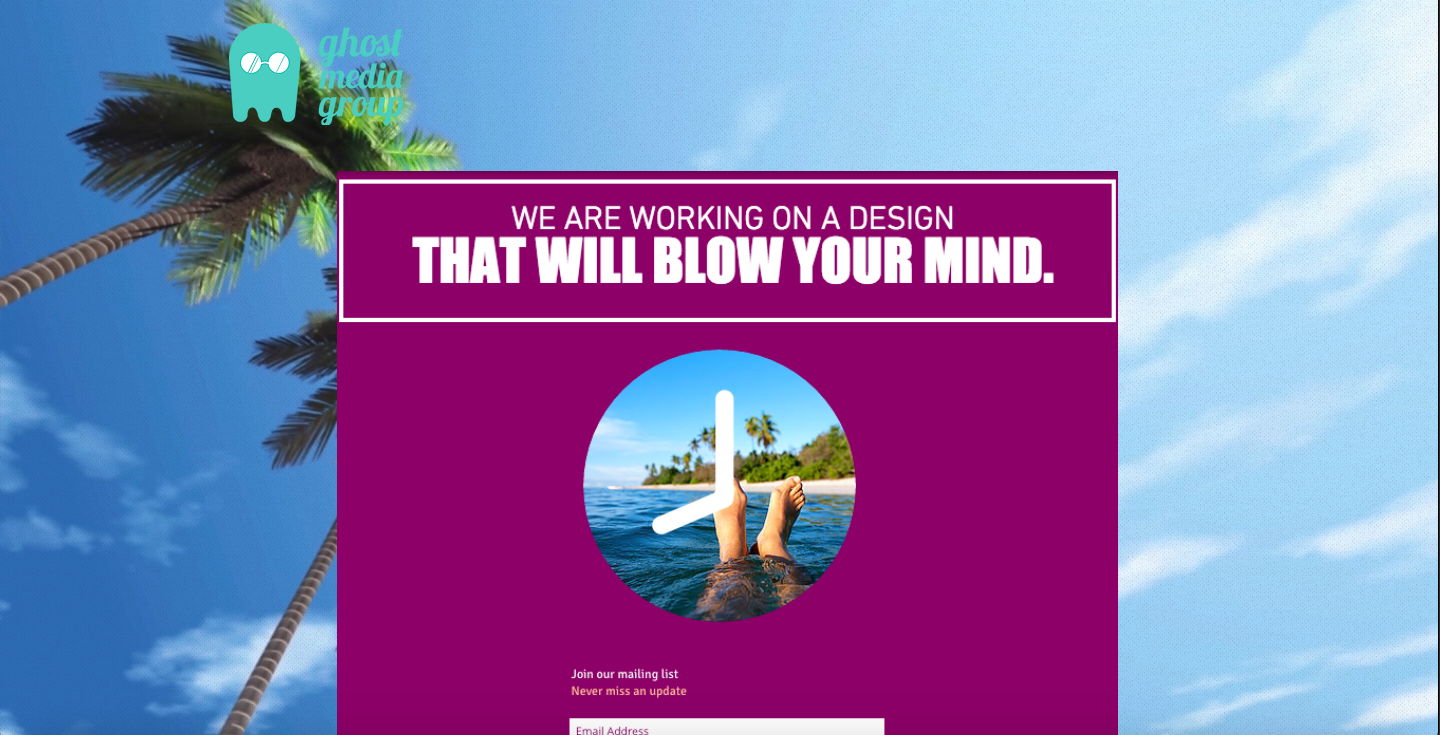 ghost
media
group
WE ARE WORKING ON A DESIGN
THAT WILL BLOW YOUR MIND.
Join our mailing list
Never miss an update
Email Address